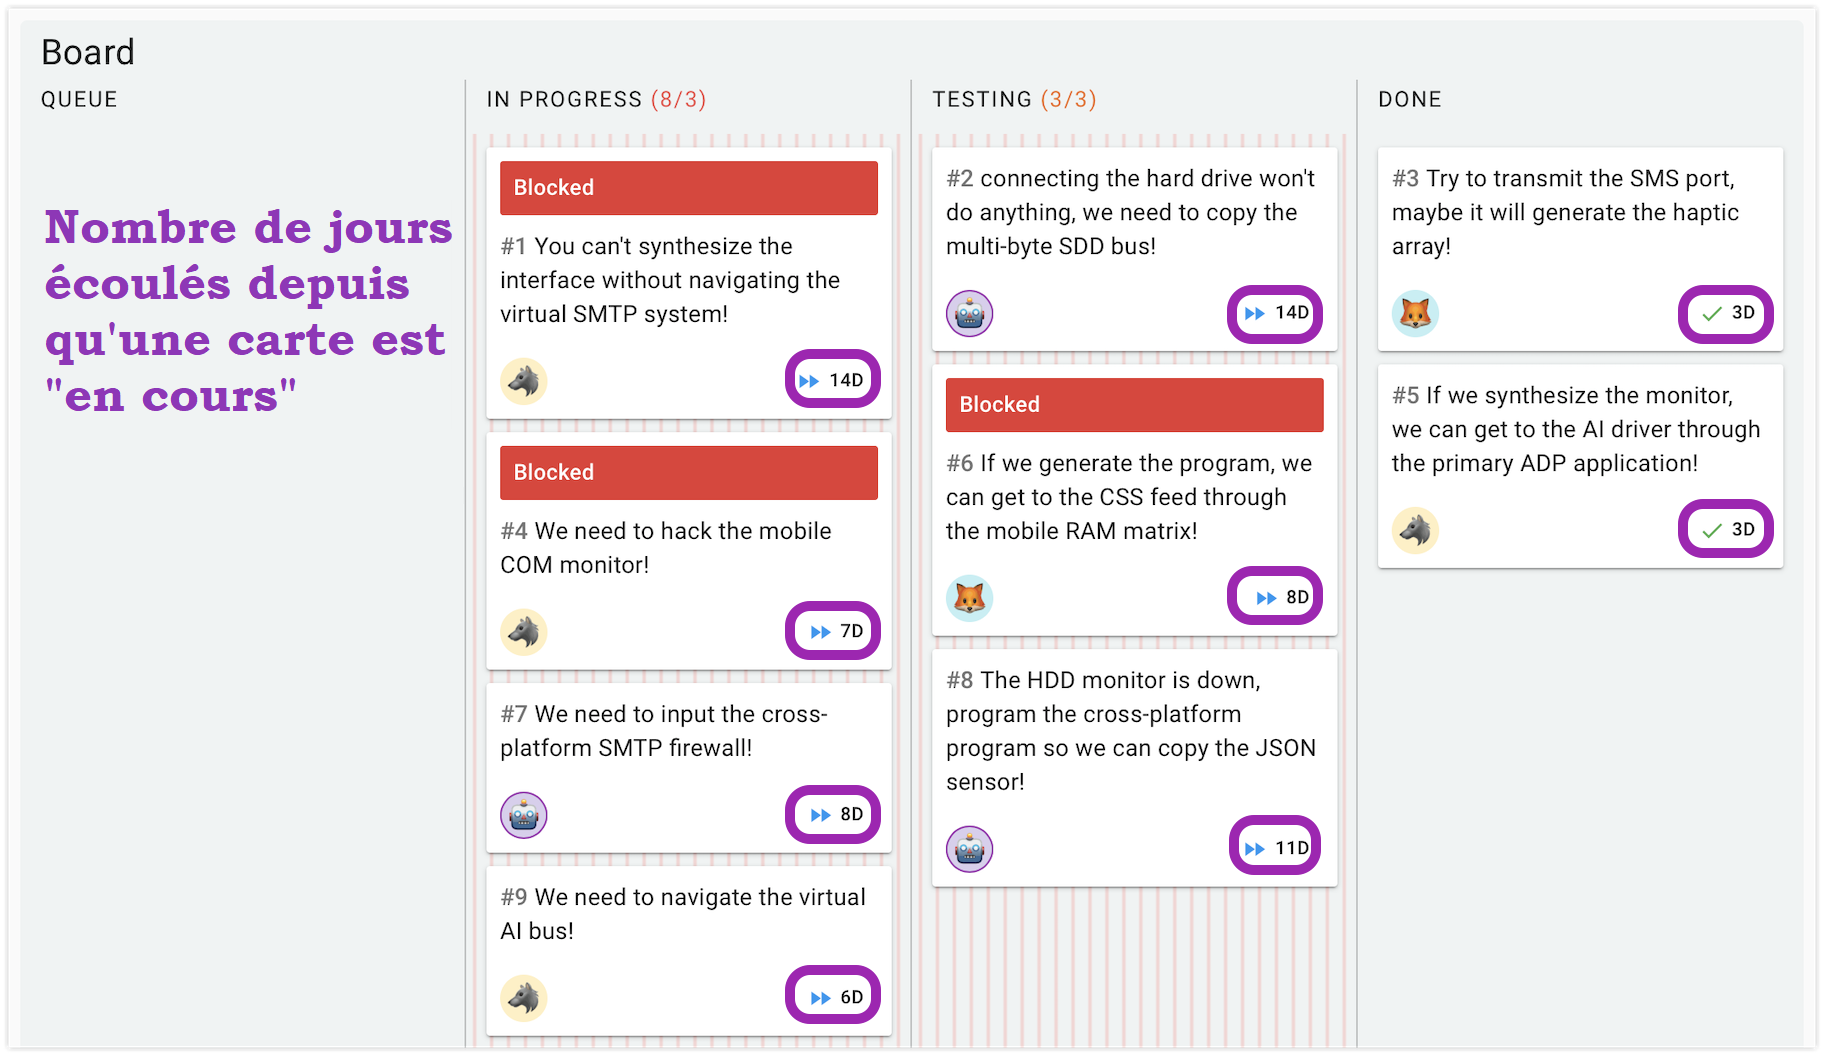 Board
QUEUE
Nombre de jours
écoulés depuis
qu'une carte est
"en cours"
IN PROGRESS (8/3)
Blocked
#1 You can't synthesize the
interface without navigating the
virtual SMTP system!
14D
Blocked
#4 We need to hack the mobile
COM monitor!
7D
#7 We need to input the cross-
platform SMTP firewall!
8D
#9 We need to navigate the virtual
AI bus!
6D
TESTING (3/3)
#2 connecting the hard drive won't
do anything, we need to copy the
multi-byte SDD bus!
14D
Blocked
#6 If we generate the program, we
can get to the CSS feed through
the mobile RAM matrix!
8D
#8 The HDD monitor is down,
program the cross-platform
program so we can copy the JSON
sensor!
11D
DONE
#3 Try to transmit the SMS port,
maybe it will generate the haptic
array!
3D
#5 If we synthesize the monitor,
we can get to the AI driver through
the primary ADP application!
3D